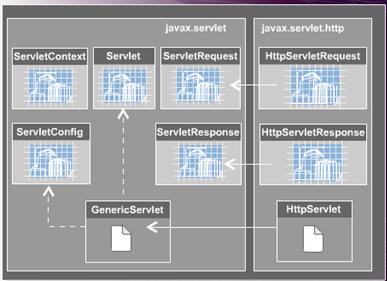 javax.servlet
javax.servlet.http
ServletContext
Servlet
ServletRequest
HttpServletRequest
ServletConfig
ServletResponse
HttpServletResponse
GenericServlet
HttpServlet